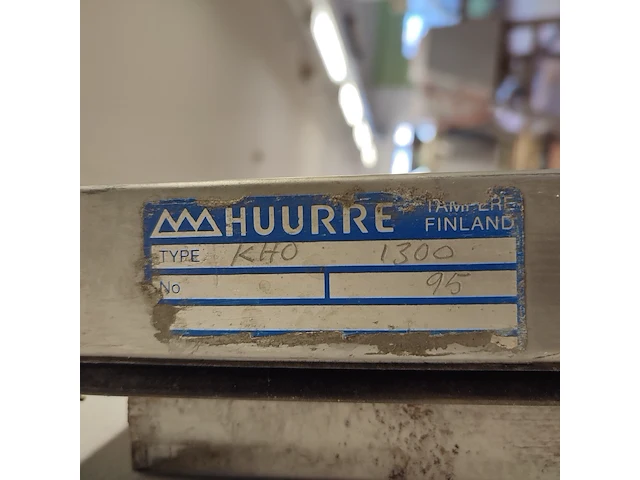 HUURRE TAMPERE
FINLAND
TYPE KHO 1300
No 95